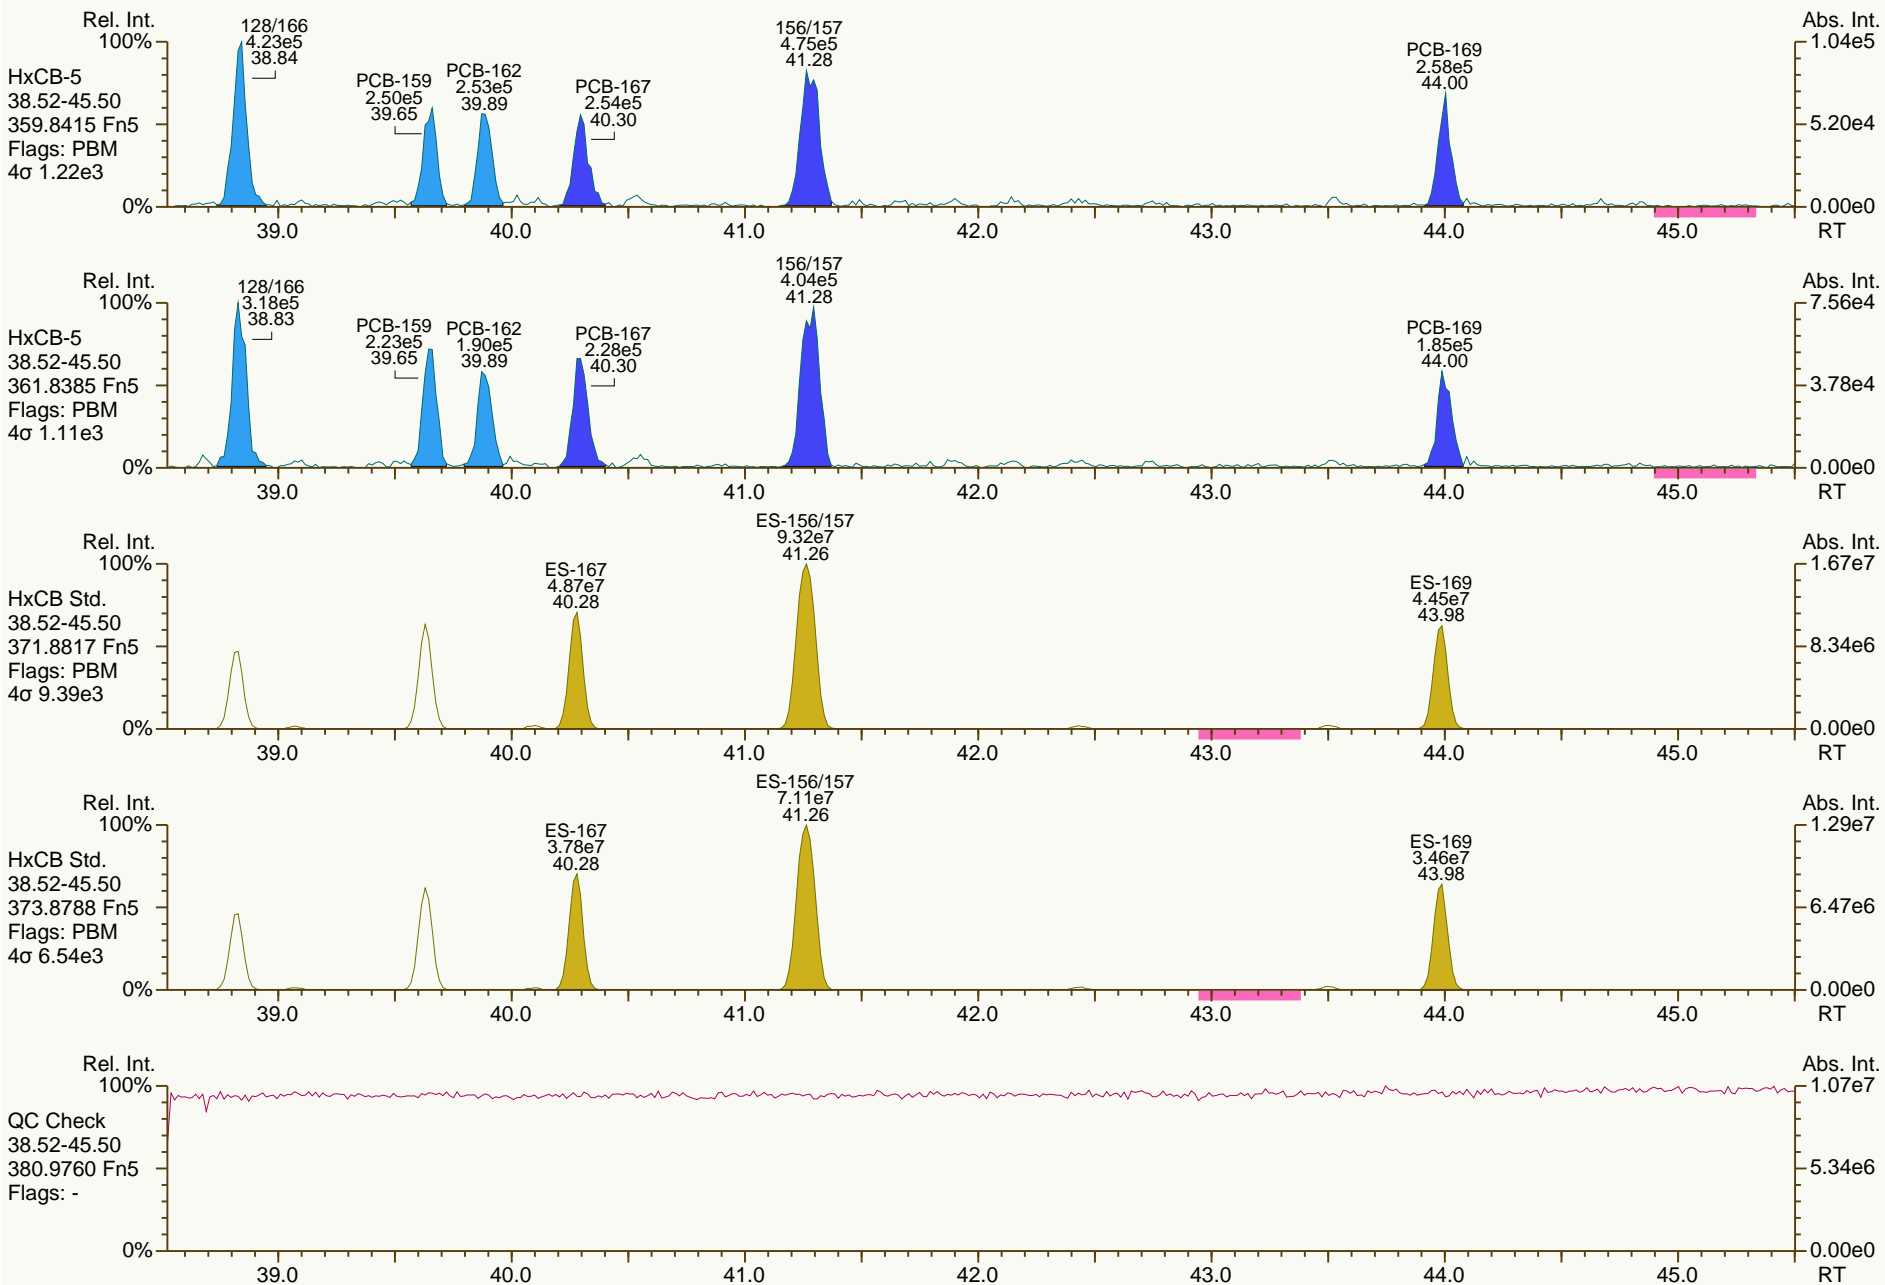 Rel. Int.
100%
0%
HxCB-5
38.52-45.50
359.8415 Fn5
Flags: PBM
4σ 1.22e3
128/166
4.23e5
38.84
PCB-159
2.50e5
39.65
PCB-162
2.53e5
39.89
PCB-167
2.54e5
40.30
156/157
4.75e5
41.28
PCB-169
2.58e5
44.00
Abs. Int.
1.04e5
5.20e4
0.00e0
39.0 40.0 41.0 42.0 43.0 44.0 45.0 RT
Rel. Int.
100%
0%
HxCB-5
38.52-45.50
361.8385 Fn5
Flags: PBM
4σ 1.11e3
128/166
3.18e5
38.83
PCB-159
2.23e5
39.65
PCB-162
1.90e5
39.89
PCB-167
2.28e5
40.30
156/157
4.04e5
41.28
PCB-169
1.85e5
44.00
Abs. Int.
7.56e4
3.78e4
0.00e0
39.0 40.0 41.0 42.0 43.0 44.0 45.0 RT
Rel. Int.
100%
0%
HxCB Std.
38.52-45.50
371.8817 Fn5
Flags: PBM
4σ 9.39e3
ES-167
4.87e7
40.28
ES-156/157
9.32e7
41.26
ES-169
4.45e7
43.98
Abs. Int.
1.67e7
8.34e6
0.00e0
39.0 40.0 41.0 42.0 43.0 44.0 45.0 RT
Rel. Int.
100%
0%
HxCB Std.
38.52-45.50
373.8788 Fn5
Flags: PBM
4σ 6.54e3
ES-167
3.78e7
40.28
ES-156/157
7.11e7
41.26
ES-169
3.46e7
43.98
Abs. Int.
1.29e7
6.47e6
0.00e0
39.0 40.0 41.0 42.0 43.0 44.0 45.0 RT
Rel. Int.
100%
0%
QC Check
38.52-45.50
380.9760 Fn5
Flags: -
Abs. Int.
1.07e7
5.34e6
0.00e0
39.0 40.0 41.0 42.0 43.0 44.0 45.0 RT